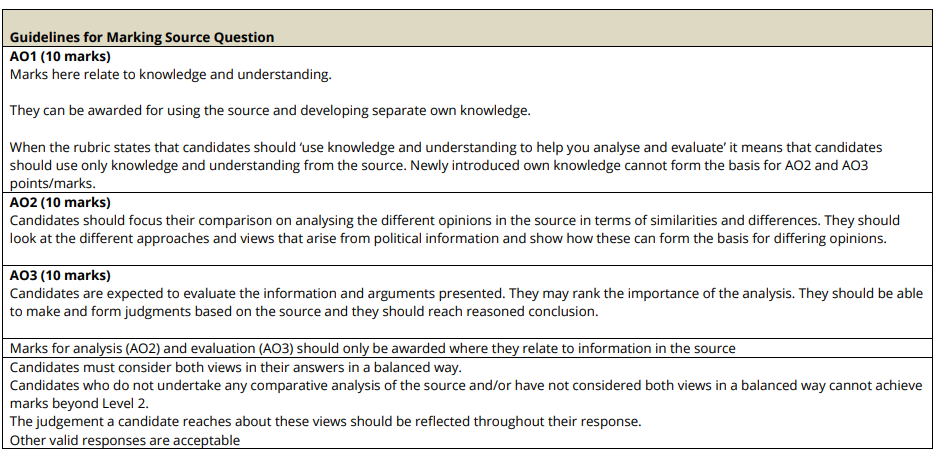 Guidelines for Marking Source Question
AO1 (10 marks)
Marks here relate to knowledge and understanding.
They can be awarded for using the source and developing separate own knowledge.
When the rubric states that candidates should ‘use knowledge and understanding to help you analyse and evaluate’ it means that candidates
should use only knowledge and understanding from the source. Newly introduced own knowledge cannot form the basis for AO2 and AO3
points/marks.
AO2 (10 marks)
Candidates should focus their comparison on analysing the different opinions in the source in terms of similarities and differences. They should
look at the different approaches and views that arise from political information and show how these can form the basis for differing opinions.
AO3 (10 marks)
Candidates are expected to evaluate the information and arguments presented. They may rank the importance of the analysis. They should be able
to make and form judgments based on the source and they should reach reasoned conclusion.
Marks for analysis (AO2) and evaluation (AO3) should only be awarded where they relate to information in the source
Candidates must consider both views in their answers in a balanced way.
Candidates who do not undertake any comparative analysis of the source and/or have not considered both views in a balanced way cannot achieve
marks beyond Level 2.
The judgement a candidate reaches about these views should be reflected throughout their response.
Other valid responses are acceptable